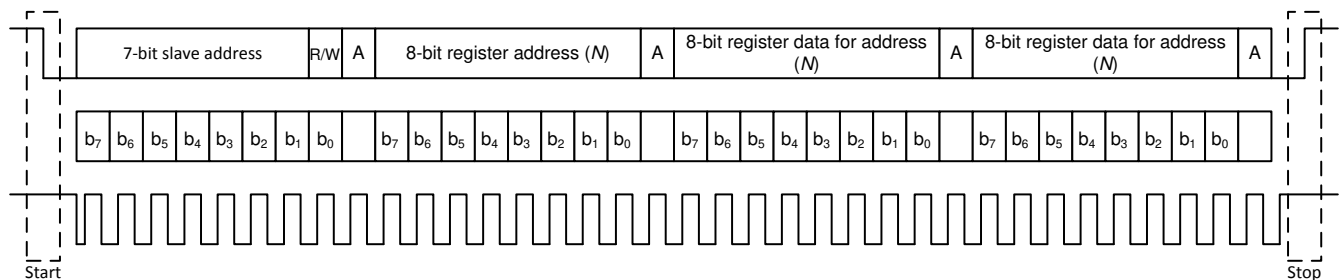 7-bit slave address R/W A 8-bit register address (N) A 8-bit register data for address (N) A 8-bit register data for address (N) A
b₇ b₆ b₅ b₄ b₃ b₂ b₁ b₀ b₇ b₆ b₅ b₄ b₃ b₂ b₁ b₀ b₇ b₆ b₅ b₄ b₃ b₂ b₁ b₀ b₇ b₆ b₅ b₄ b₃ b₂ b₁ b₀
Start Stop